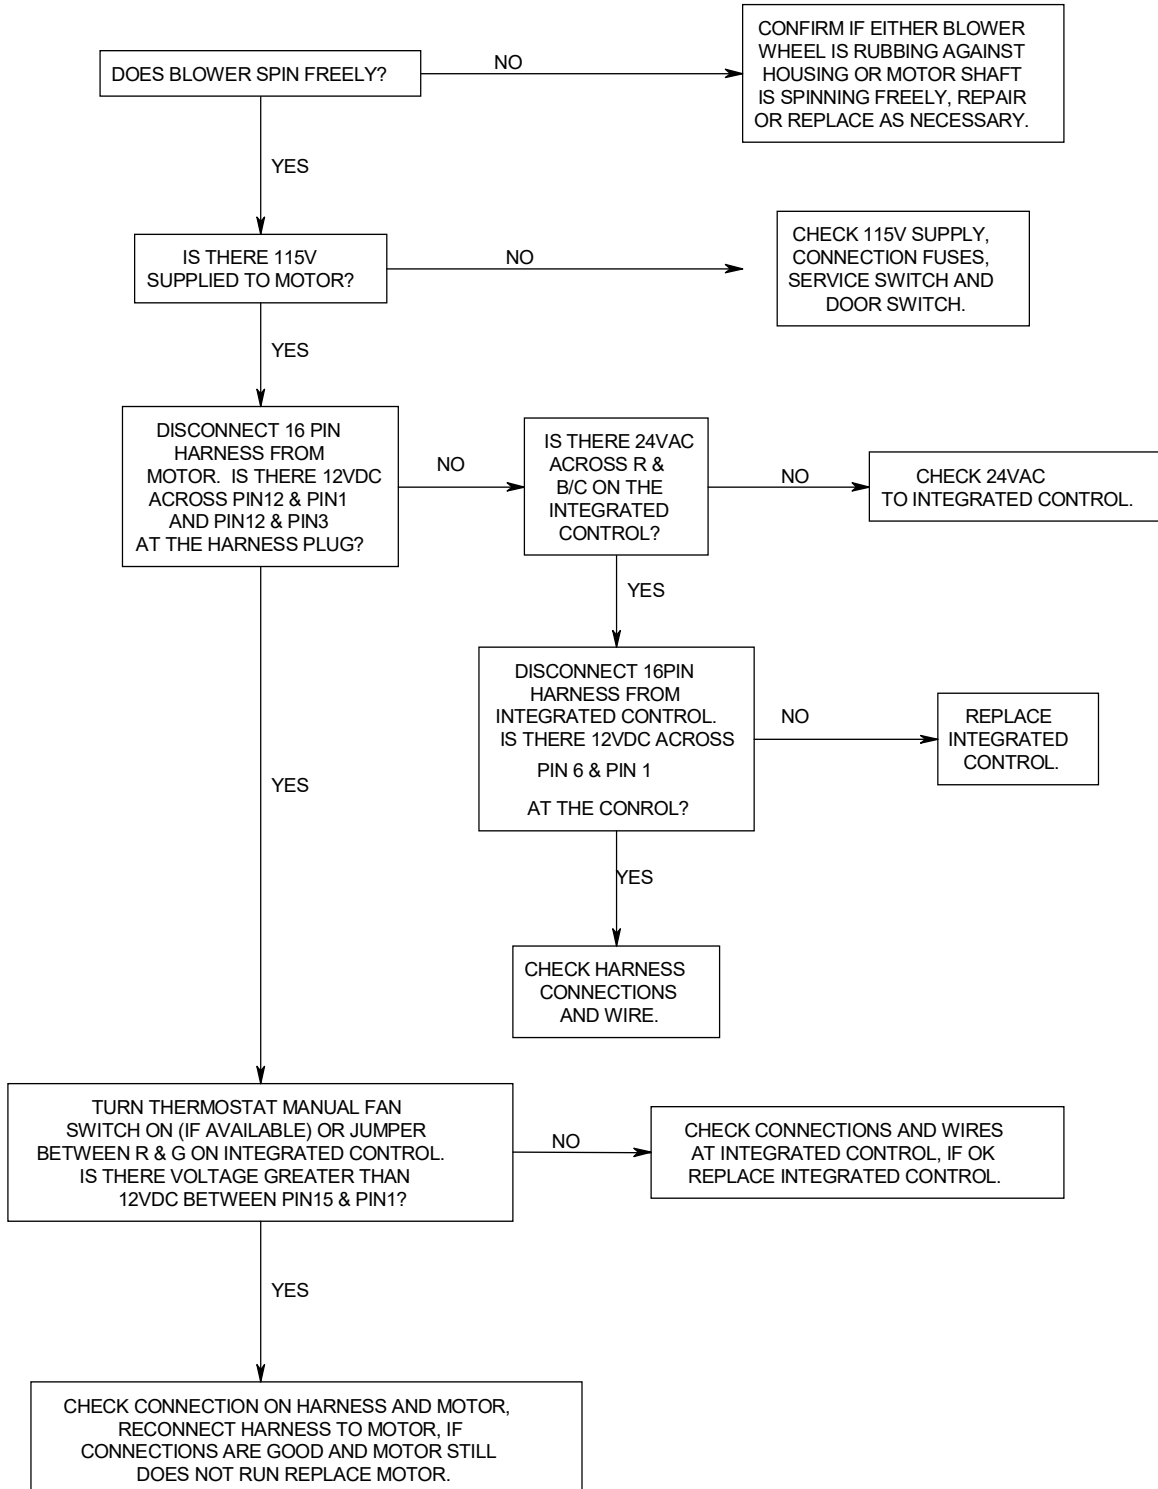 DOES BLOWER SPIN FREELY?
NO
CONFIRM IF EITHER BLOWER
WHEEL IS RUBBING AGAINST
HOUSING OR MOTOR SHAFT
IS SPINNING FREELY, REPAIR
OR REPLACE AS NECESSARY.
YES
IS THERE 115V
SUPPLIED TO MOTOR?
NO
CHECK 115V SUPPLY,
CONNECTION FUSES,
SERVICE SWITCH AND
DOOR SWITCH.
YES
DISCONNECT 16 PIN
HARNESS FROM
MOTOR. IS THERE 12VDC
ACROSS PIN12 & PIN1
AND PIN12 & PIN3
AT THE HARNESS PLUG?
NO
IS THERE 24VAC
ACROSS R &
B/C ON THE
INTEGRATED
CONTROL?
NO
CHECK 24VAC
TO INTEGRATED CONTROL.
YES
DISCONNECT 16PIN
HARNESS FROM
INTEGRATED CONTROL.
IS THERE 12VDC ACROSS
PIN 6 & PIN 1
AT THE CONROL?
NO
REPLACE
INTEGRATED
CONTROL.
YES
YES
CHECK HARNESS
CONNECTIONS
AND WIRE.
TURN THERMOSTAT MANUAL FAN
SWITCH ON (IF AVAILABLE) OR JUMPER
BETWEEN R & G ON INTEGRATED CONTROL.
IS THERE VOLTAGE GREATER THAN
12VDC BETWEEN PIN15 & PIN1?
NO
CHECK CONNECTIONS AND WIRES
AT INTEGRATED CONTROL, IF OK
REPLACE INTEGRATED CONTROL.
YES
CHECK CONNECTION ON HARNESS AND MOTOR,
RECONNECT HARNESS TO MOTOR, IF
CONNECTIONS ARE GOOD AND MOTOR STILL
DOES NOT RUN REPLACE MOTOR.